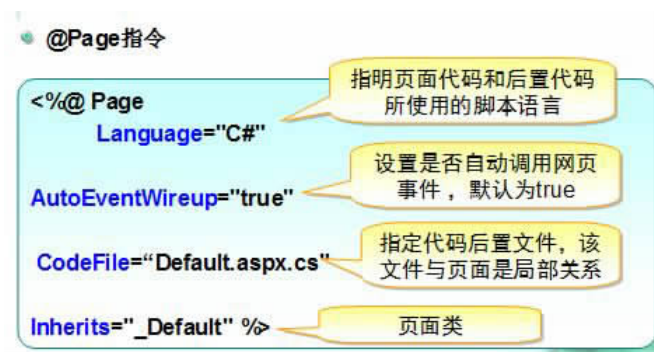 @Page指令
<%@ Page
指明页面代码和后置代码
所使用的脚本语言
Language="C#"
设置是否自动调用网页
事件，默认为true
AutoEventWireup="true"
指定代码后置文件，该
文件与页面是局部关系
CodeFile=“Default.aspx.cs"
Inherits="_Default" %>
页面类